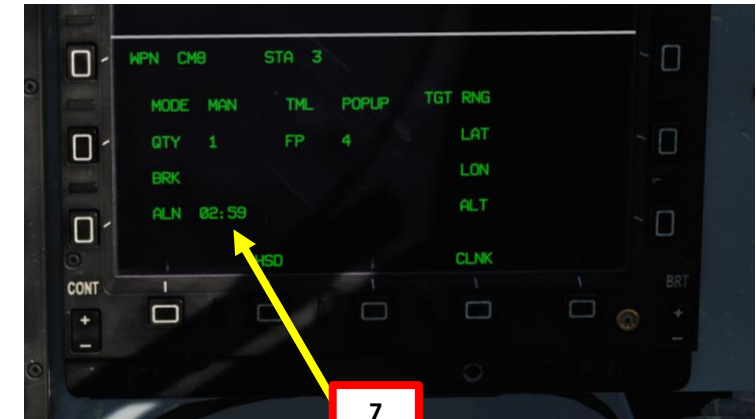 WPN CM8 STA 3
MODE MAN TML POPUP TGT RNG
QTY 1 FP 4 LAT
BRK LON
ALN 02:59 ALT
HSD CLNK
CONT BRT
+ +
- -
7